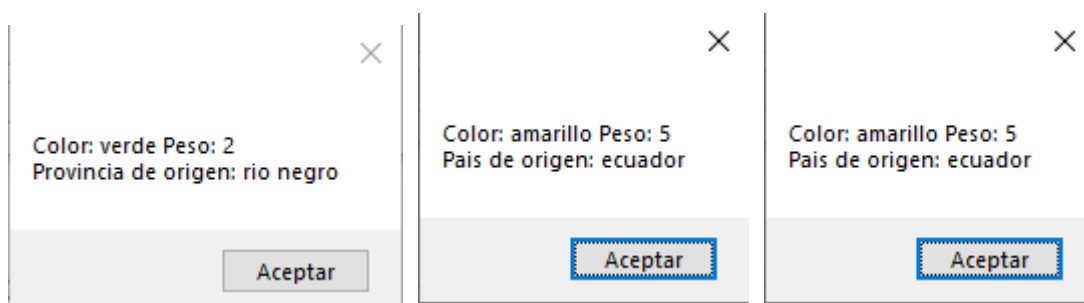 Color: verde Peso: 2
Provincia de origen: rio negro
Aceptar
Color: amarillo Peso: 5
Pais de origen: ecuador
Aceptar
Color: amarillo Peso: 5
Pais de origen: ecuador
Aceptar